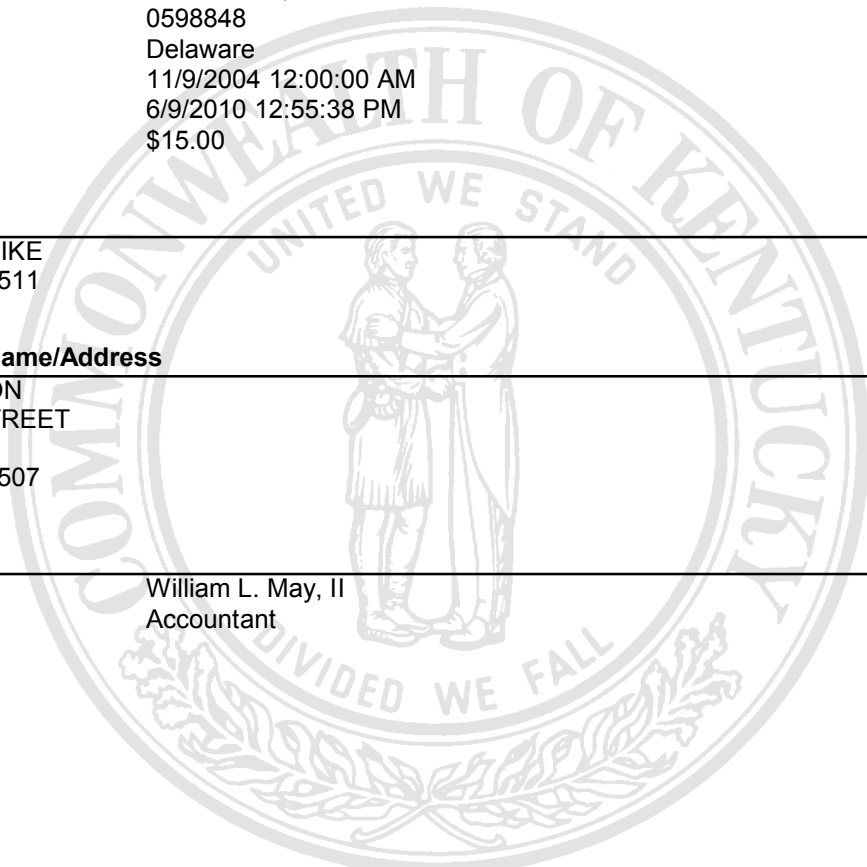 0598848
Delaware
11/9/2004 12:00:00 AM
6/9/2010 12:55:38 PM
$15.00
IKE
511
ame/Address
ON
TREET
507
William L. May, II
Accountant
COMMONWEALTH OF KENTUCKY
UNITED WE STAND
DIVIDED WE FALL